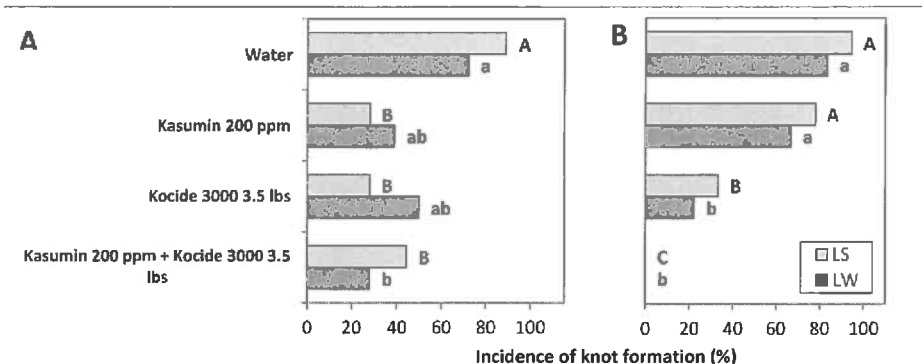 A
B
Water
A
a
A
a
Kasumin 200 ppm
B
ab
A
a
Kocide 3000 3.5 lbs
B
ab
B
b
Kasumin 200 ppm + Kocide 3000 3.5
lbs
B
b
C
b
LS
LW
0 20 40 60 80 100
0 20 40 60 80 100
Incidence of knot formation (%)